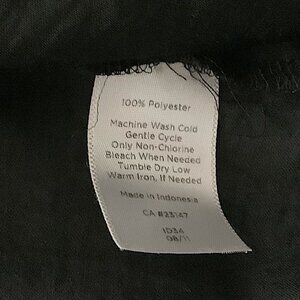 100% Polyester
Machine Wash Cold
Gentle Cycle
Only Non-Chlorine
Bleach When Needed
Tumble Dry Low
Warm Iron, If Needed
Made in Indonesia
CA #23147
ID34
08/11